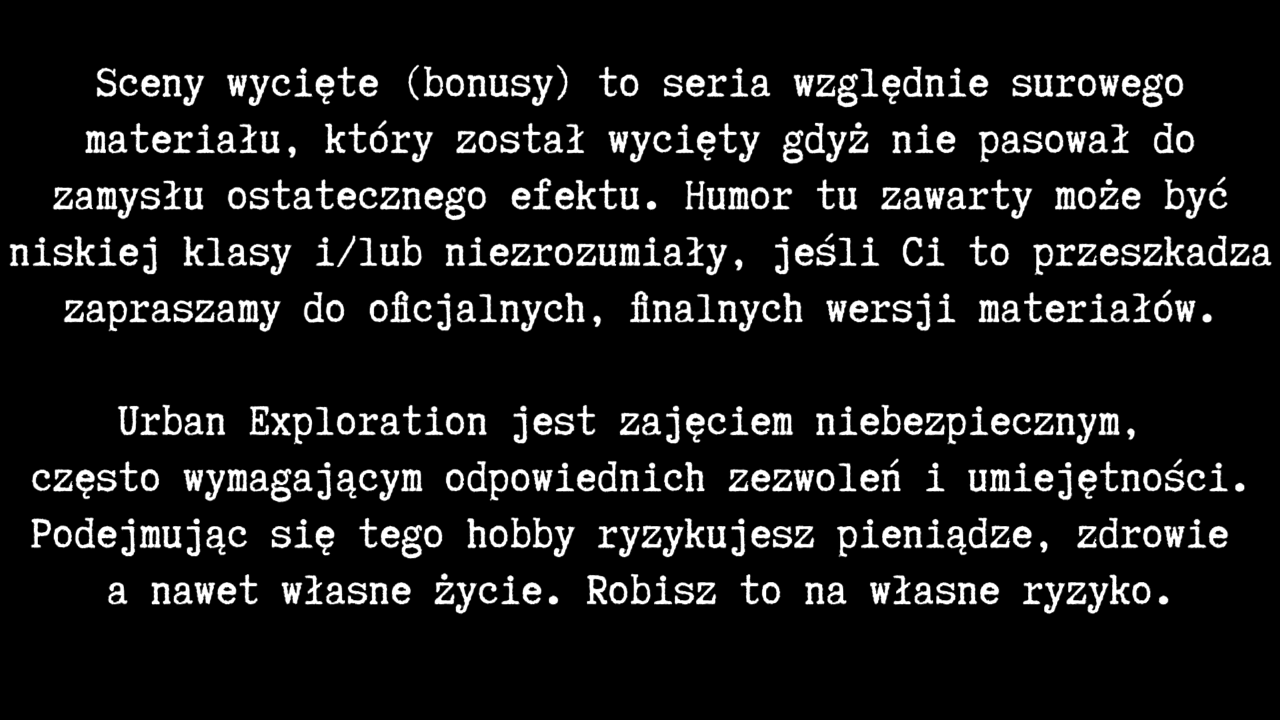 Sceny wycięte (bonusy) to seria względnie surowego
materiału, który został wycięty gdyż nie pasował do
zamysłu ostatecznego efektu. Humor tu zawarty może być
niskiej klasy i/lub niezrozumiały, jeśli Ci to przeszkadza
zapraszamy do oficjalnych, finalnych wersji materiałów.
Urban Exploration jest zajęciem niebezpiecznym,
często wymagającym odpowiednich zezwoleń i umiejętności.
Podejmując się tego hobby ryzykujesz pieniądze, zdrowie
a nawet własne życie. Robisz to na własne ryzyko.